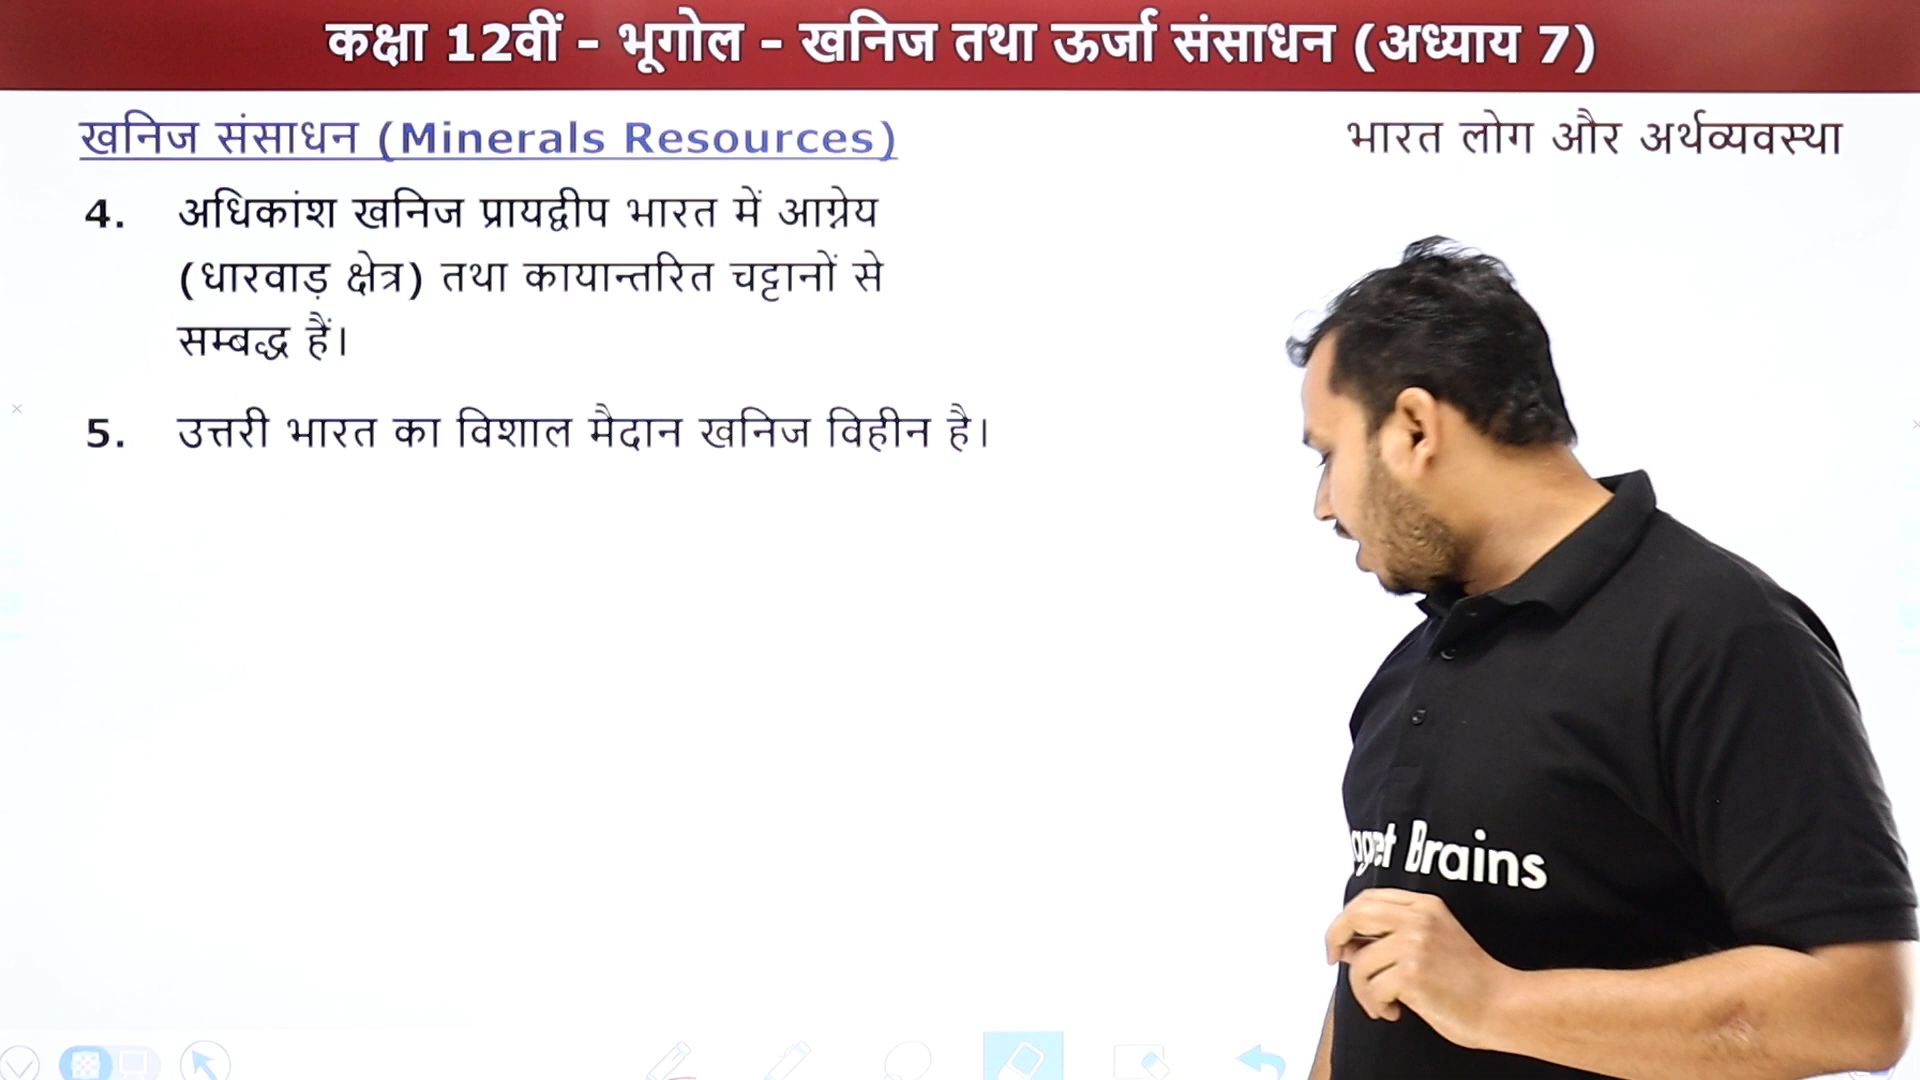 कक्षा 12वीं - भूगोल - खनिज तथा ऊर्जा संसाधन (अध्याय 7)
खनिज संसाधन (Minerals Resources)
भारत लोग और अर्थव्यवस्था
4. अधिकांश खनिज प्रायद्वीप भारत में आग्नेय
(धारवाड़ क्षेत्र) तथा कायान्तरित चट्टानों से
सम्बद्ध हैं।
5. उत्तरी भारत का विशाल मैदान खनिज विहीन है।
Brains